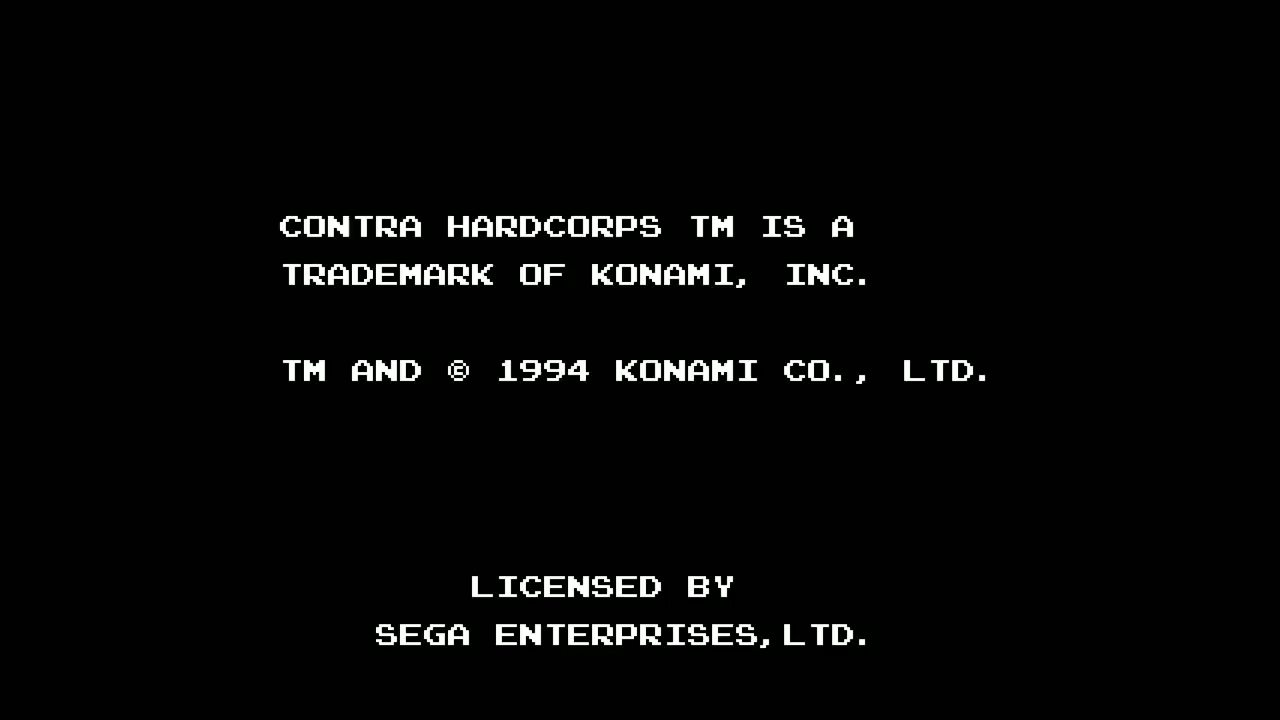 CONTRA HARDCORPS TM IS A
TRADEMARK OF KONAMI, INC.
TM AND © 1994 KONAMI CO., LTD.
LICENSED BY
SEGA ENTERPRISES,LTD.